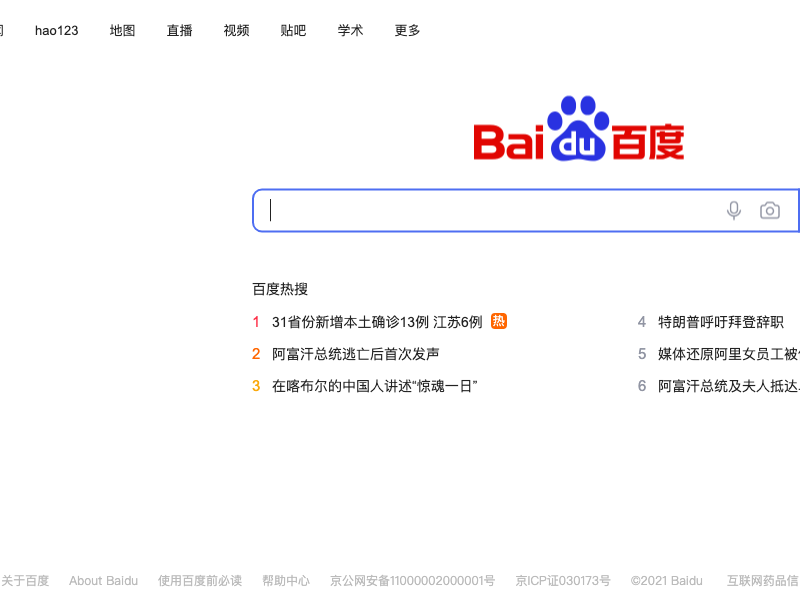 hao123 地图 直播 视频 贴吧 学术 更多
Bai du 百度
百度热搜
1 31省份新增本土确诊13例 江苏6例 热
2 阿富汗总统逃亡后首次发声
3 在喀布尔的中国人讲述“惊魂一日”
4 特朗普呼吁拜登辞职
5 媒体还原阿里女员工被
6 阿富汗总统及夫人抵达
关于百度 About Baidu 使用百度前必读 帮助中心 京公网安备11000002000001号 京ICP证030173号 ©2021 Baidu 互联网药品信